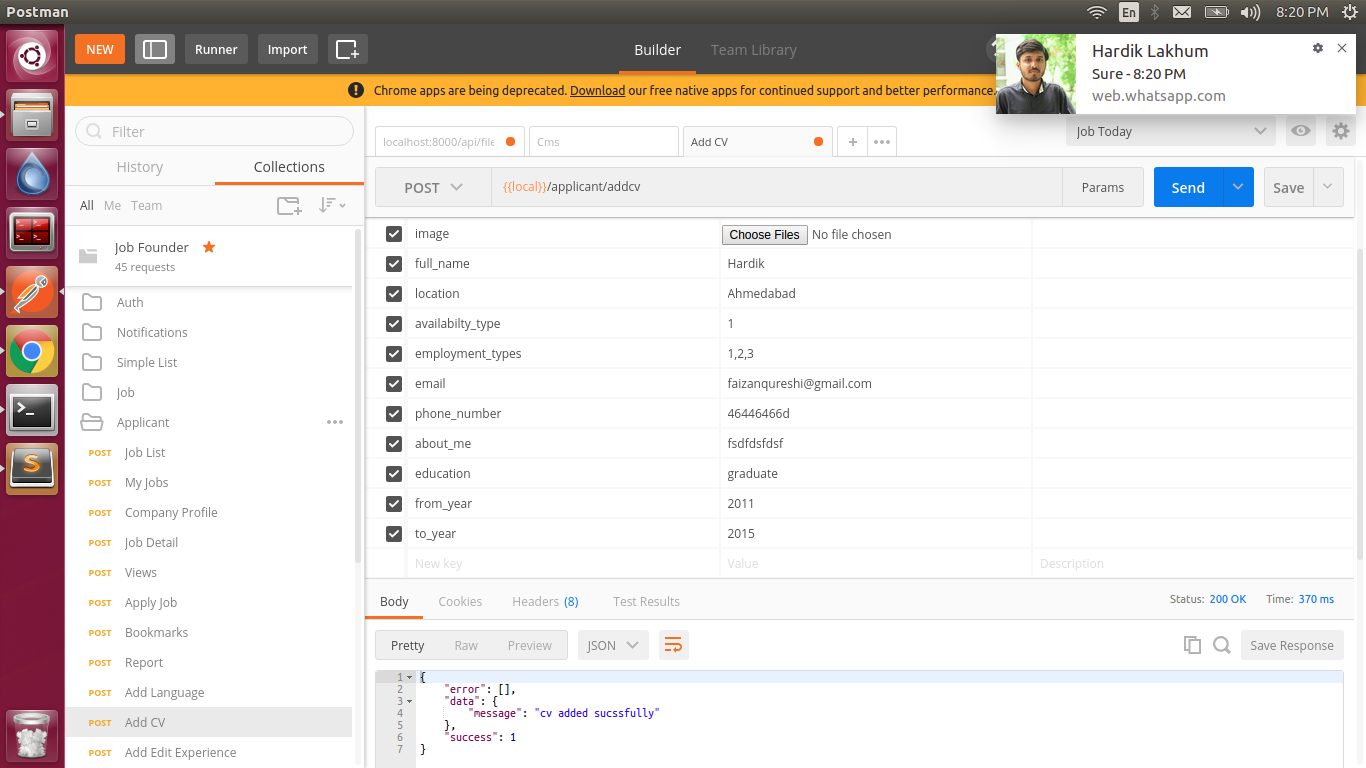 Postman
En
8:20 PM
NEW
Runner
Import
Builder
Team Library
Hardik Lakhum
Sure - 8:20 PM
web.whatsapp.com
Chrome apps are being deprecated. Download our free native apps for continued support and better performance.
Filter
History
Collections
All Me Team
Job Founder
45 requests
Auth
Notifications
Simple List
Job
Applicant
POST Job List
POST My Jobs
POST Company Profile
POST Job Detail
POST Views
POST Apply Job
POST Bookmarks
POST Report
POST Add Language
POST Add CV
POST Add Edit Experience
localhost:8000/api/file
Cms
Add CV
Job Today
POST
{{local}}/applicant/addcv
Params
Send
Save
image Choose Files No file chosen
full_name Hardik
location Ahmedabad
availabilty_type 1
employment_types 1,2,3
email faizanqureshi@gmail.com
phone_number 46446466d
about_me fsdfdsfdsf
education graduate
from_year 2011
to_year 2015
New key Value Description
Body Cookies Headers (8) Test Results
Status: 200 OK Time: 370 ms
Pretty Raw Preview JSON
Save Response
1 {
2 "error": [],
3 "data": {
4 "message": "cv added sucssfully"
5 },
6 "success": 1
7 }